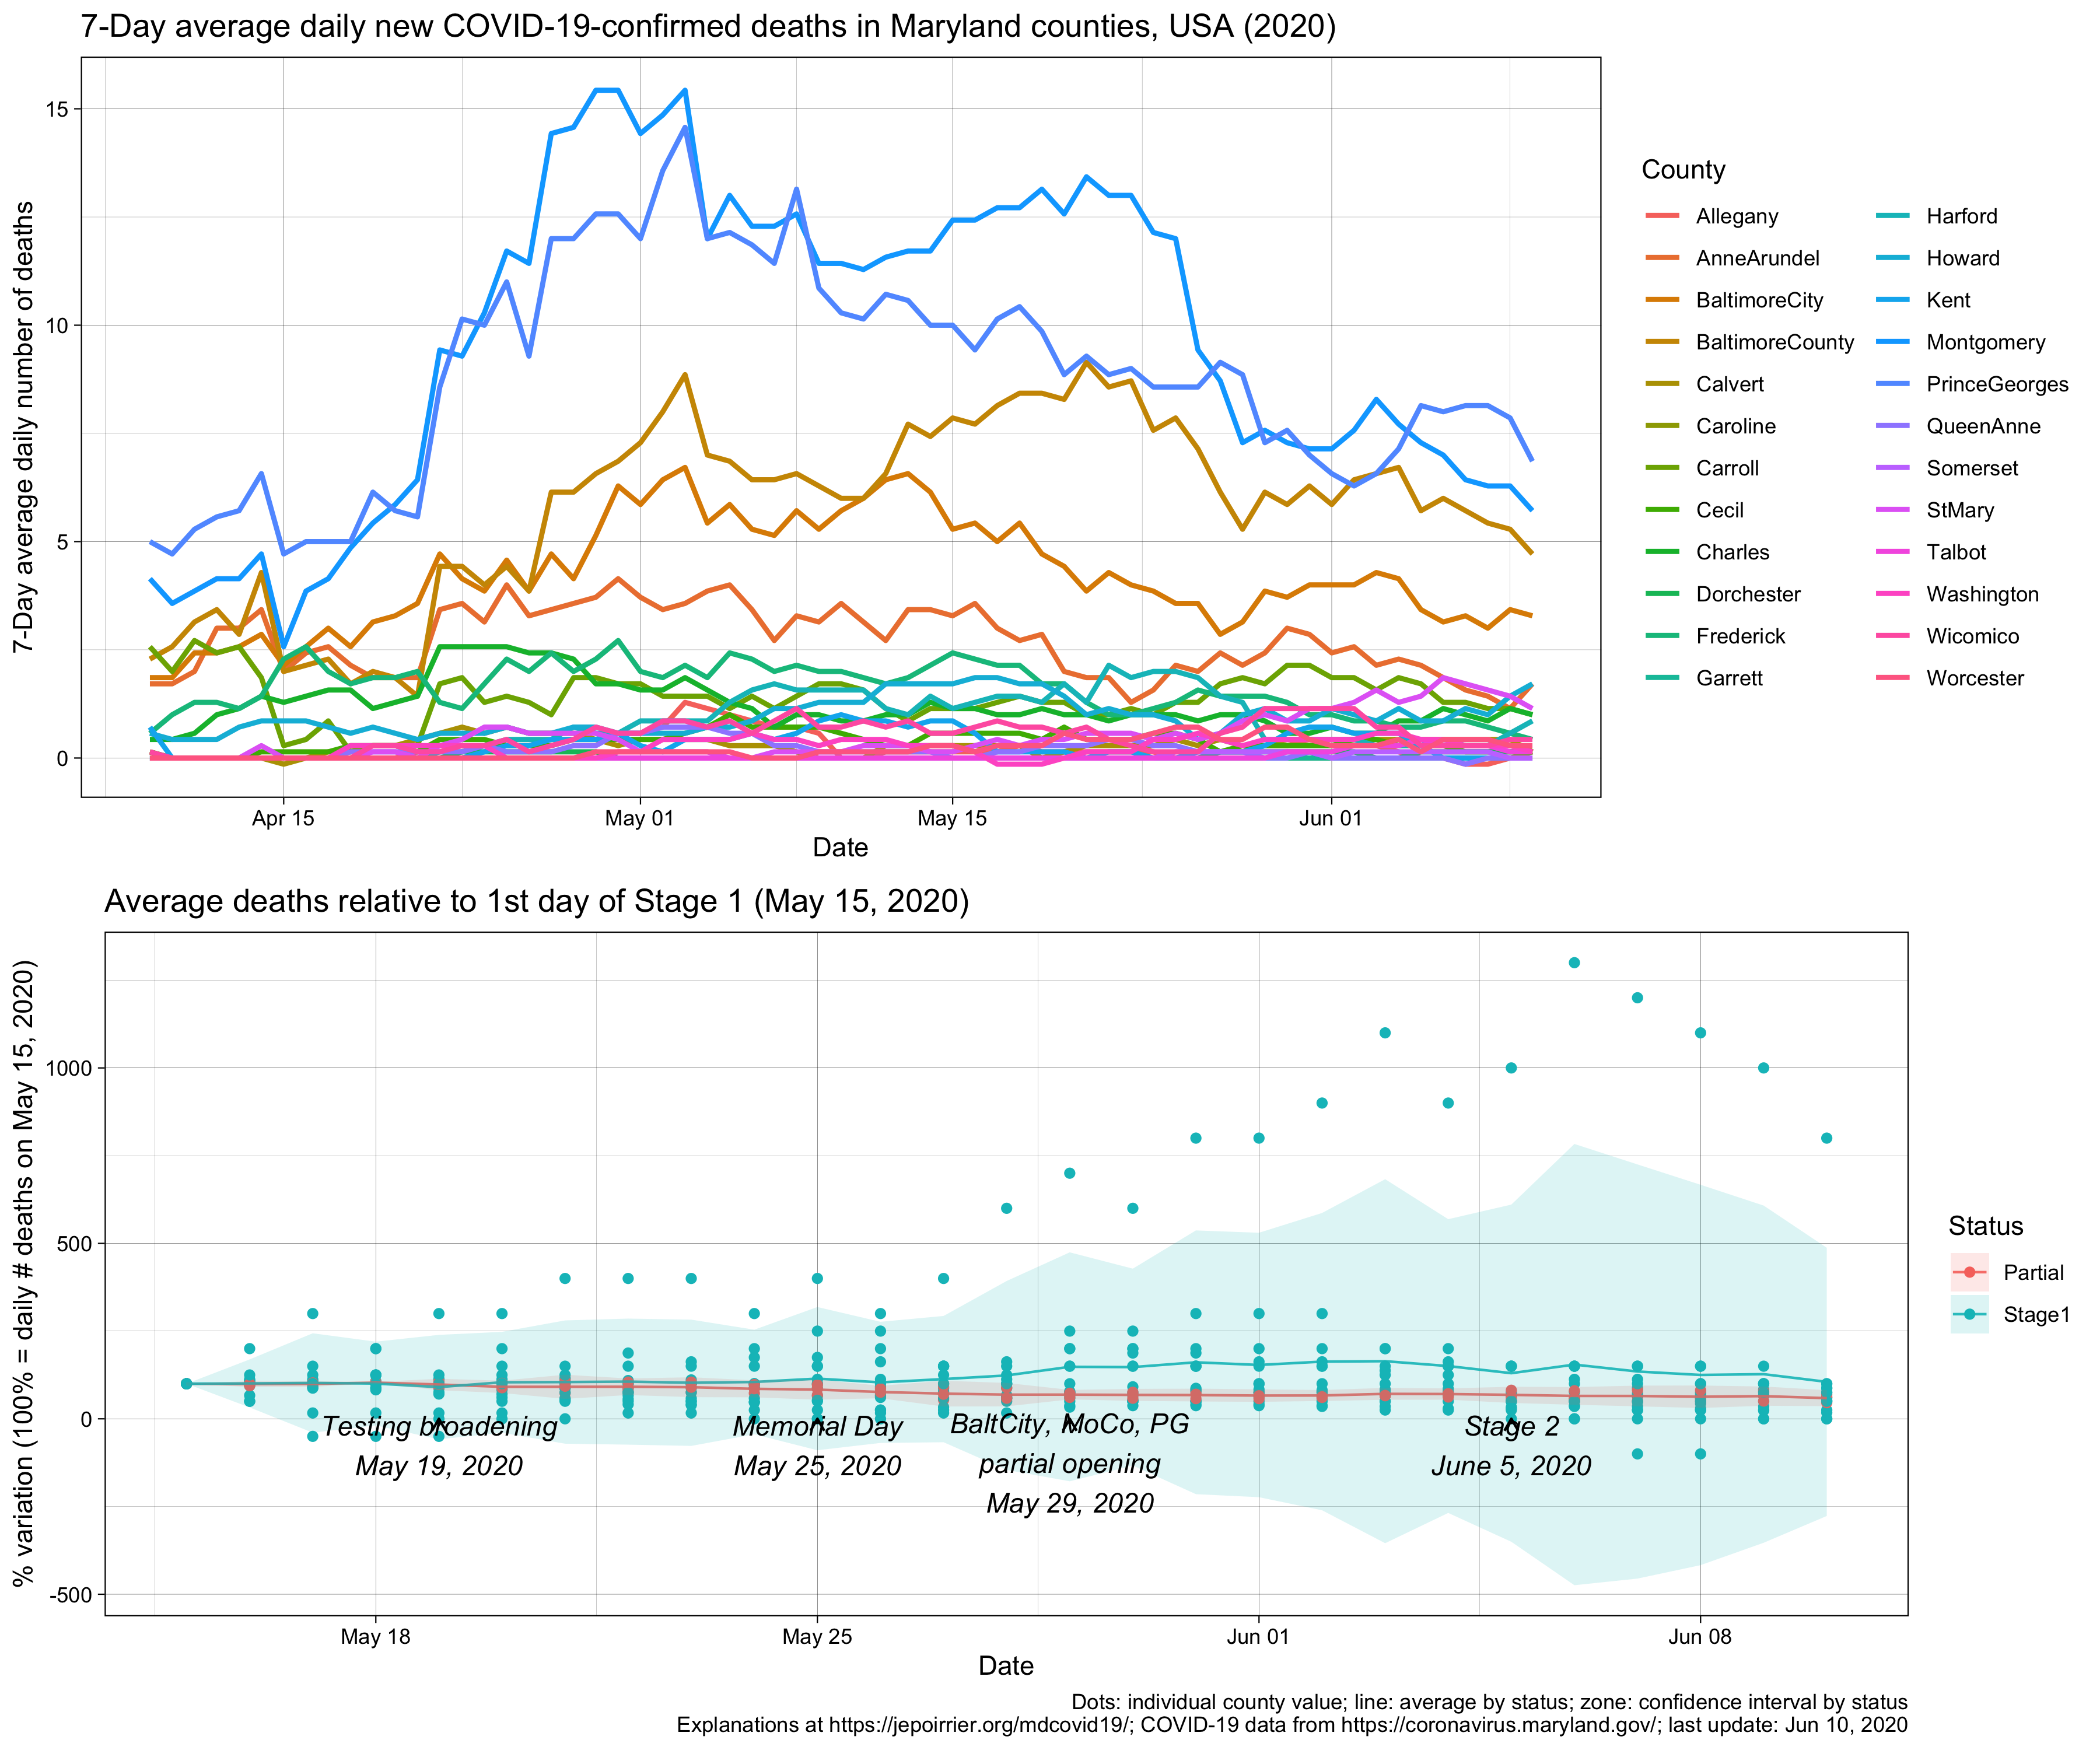 7-Day average daily new COVID-19-confirmed deaths in Maryland counties, USA (2020)
7-Day average daily number of deaths
15
10
5
0
Apr 15
May 01
May 15
Jun 01
Date
County
Allegany
AnneArundel
BaltimoreCity
BaltimoreCounty
Calvert
Caroline
Carroll
Cecil
Charles
Dorchester
Frederick
Garrett
Harford
Howard
Kent
Montgomery
PrinceGeorges
QueenAnne
Somerset
StMary
Talbot
Washington
Wicomico
Worcester
Average deaths relative to 1st day of Stage 1 (May 15, 2020)
% variation (100% = daily # deaths on May 15, 2020)
1000
500
0
-500
Testing broadening
May 19, 2020
Memorial Day
May 25, 2020
BaltCity, MoCo, PG
partial opening
May 29, 2020
Stage 2
June 5, 2020
May 18
May 25
Jun 01
Jun 08
Date
Status
Partial
Stage1
Dots: individual county value; line: average by status; zone: confidence interval by status
Explanations at https://jepoirrier.org/mdcovid19/; COVID-19 data from https://coronavirus.maryland.gov/; last update: Jun 10, 2020